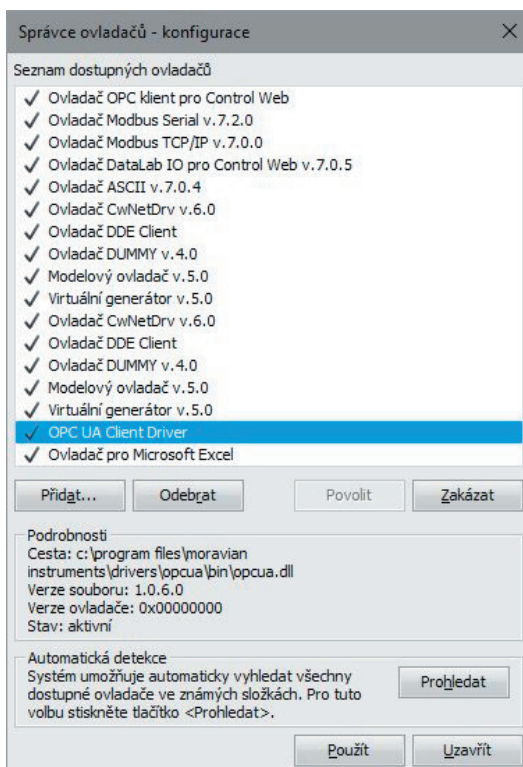 Správce ovladačů - konfigurace
Seznam dostupných ovladačů
Ovladač OPC klient pro Control Web
Ovladač Modbus Serial v.7.2.0
Ovladač Modbus TCP/IP v.7.0.0
Ovladač DataLab IO pro Control Web v.7.0.5
Ovladač ASCII v.7.0.4
Ovladač CwNetDrv v.6.0
Ovladač DDE Client
Ovladač DUMMY v.4.0
Modelový ovladač v.5.0
Virtuální generátor v.5.0
Ovladač CwNetDrv v.6.0
Ovladač DDE Client
Ovladač DUMMY v.4.0
Modelový ovladač v.5.0
Virtuální generátor v.5.0
OPC UA Client Driver
Ovladač pro Microsoft Excel
Přidat... Odebrat Povolit Zakázat
Podrobnosti
Cesta: c:\program files\moravian
instruments\drivers\opcua\bin\opcua.dll
Verze souboru: 1.0.6.0
Verze ovladače: 0x00000000
Stav: aktivní
Automatická detekce
Systém umožňuje automaticky vyhledat všechny
dostupné ovladače ve známých složkách. Pro tuto
volbu stiskněte tlačítko <Prohledat>.
Prohledat
Použít Uzavřít